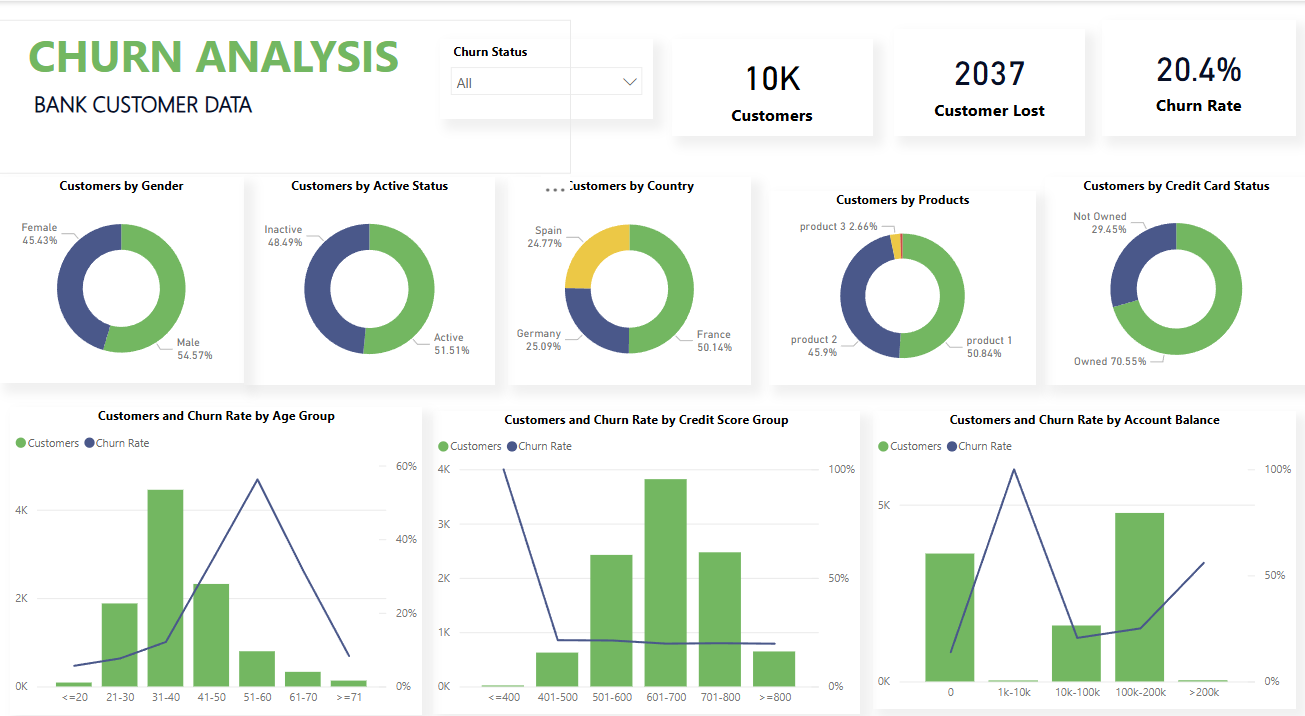 CHURN ANALYSIS
BANK CUSTOMER DATA
Churn Status
All
10K
Customers
2037
Customer Lost
20.4%
Churn Rate
Customers by Gender
Female
45.43%
Male
54.57%
Customers by Active Status
Inactive
48.49%
Active
51.51%
Customers by Country
Spain
24.77%
Germany
25.09%
France
50.14%
Customers by Products
product 3 2.66%
product 2
45.9%
product 1
50.84%
Customers by Credit Card Status
Not Owned
29.45%
Owned 70.55%
Customers and Churn Rate by Age Group
Customers Churn Rate
4K
2K
0K
60%
40%
20%
0%
<=20 21-30 31-40 41-50 51-60 61-70 >=71
Customers and Churn Rate by Credit Score Group
Customers Churn Rate
4K
3K
2K
1K
0K
100%
50%
0%
<=400 401-500 501-600 601-700 701-800 >=800
Customers and Churn Rate by Account Balance
Customers Churn Rate
5K
0K
100%
50%
0%
0 1k-10k 10k-100k 100k-200k >200k